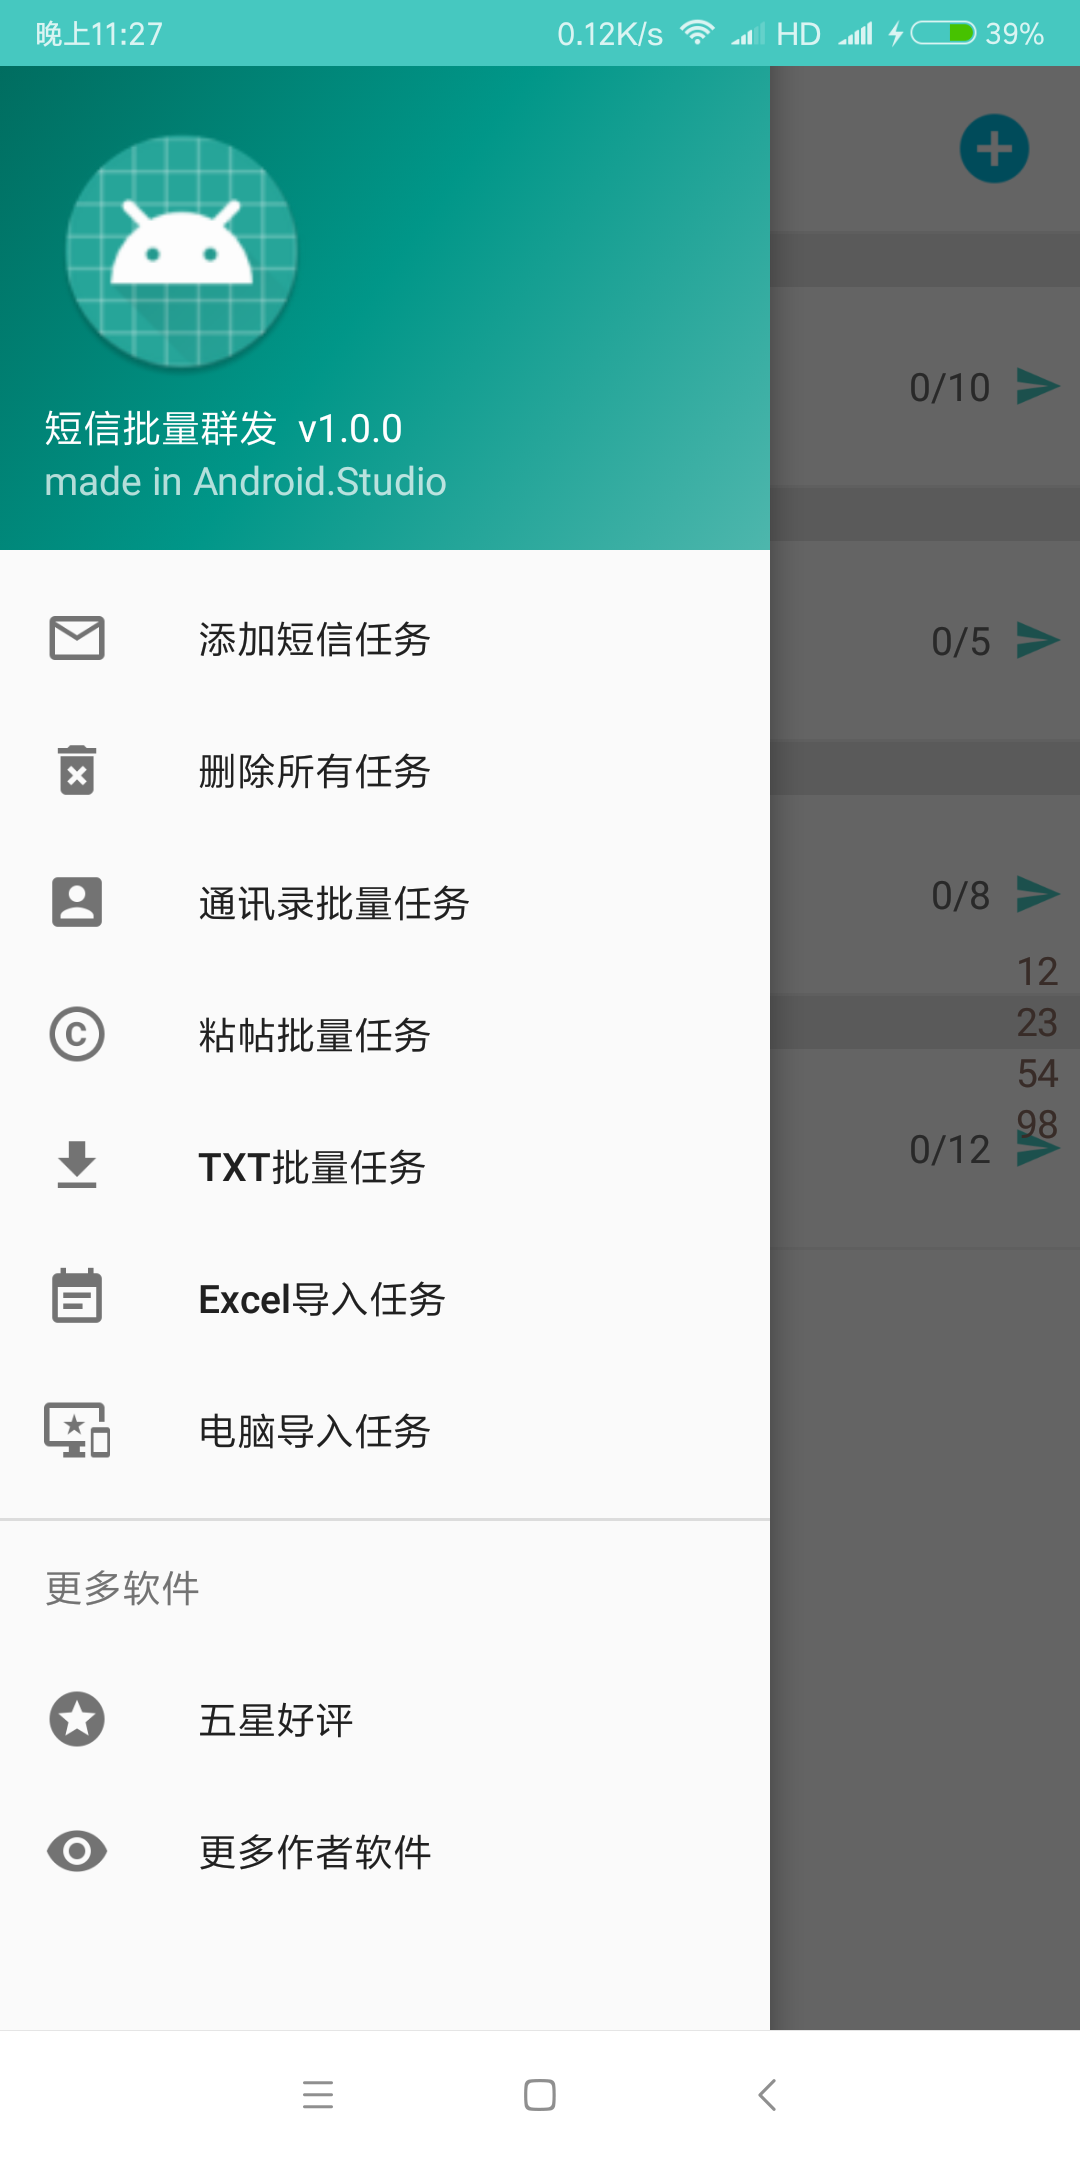 晚上11:27
0.12K/s HD 39%
短信批量群发 v1.0.0
made in Android.Studio
添加短信任务
删除所有任务
通讯录批量任务
粘帖批量任务
TXT批量任务
Excel导入任务
电脑导入任务
更多软件
五星好评
更多作者软件
0/10
0/5
0/8
12
23
54
98
0/12